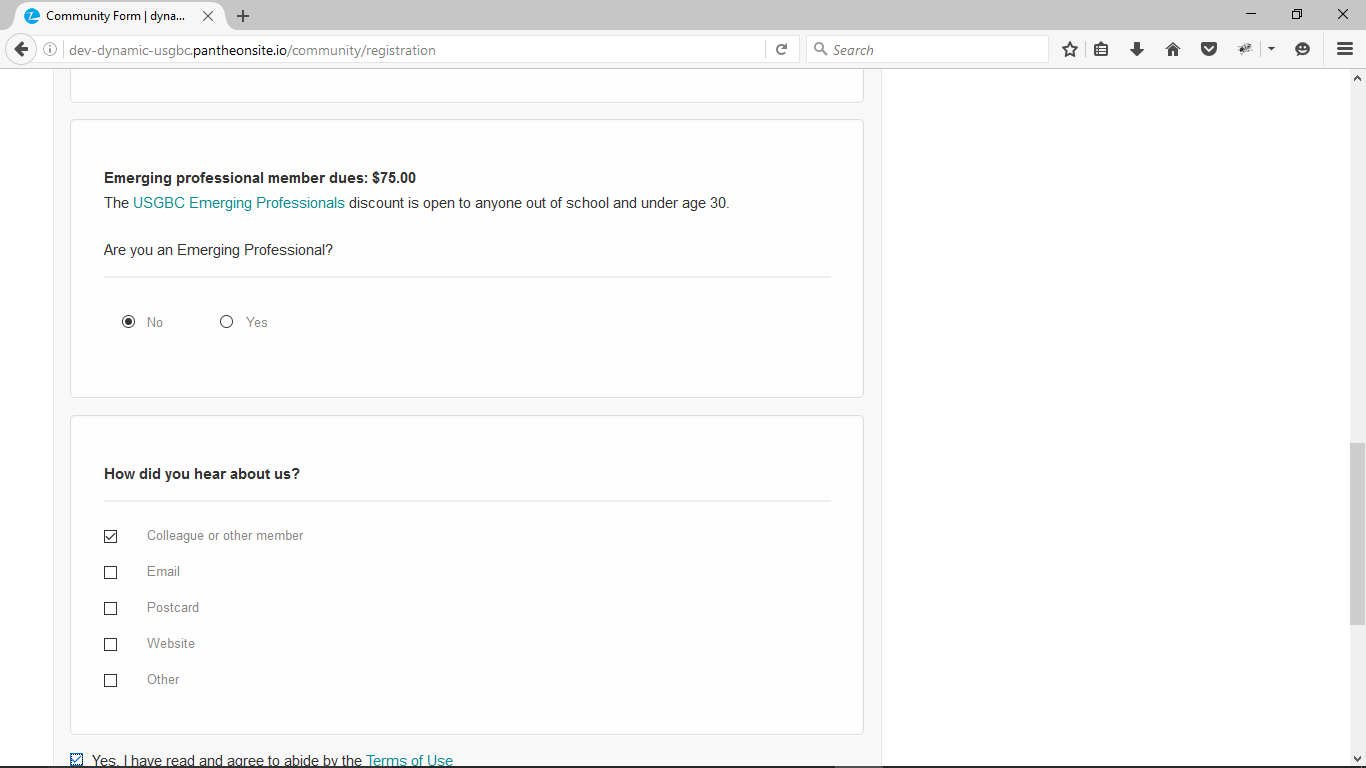 Community Form | dyna...
dev-dynamic-usgbc.pantheonsite.io/community/registration
Search
Emerging professional member dues: $75.00
The USGBC Emerging Professionals discount is open to anyone out of school and under age 30.
Are you an Emerging Professional?
No Yes
How did you hear about us?
Colleague or other member
Email
Postcard
Website
Other
Yes, I have read and agree to abide by the Terms of Use